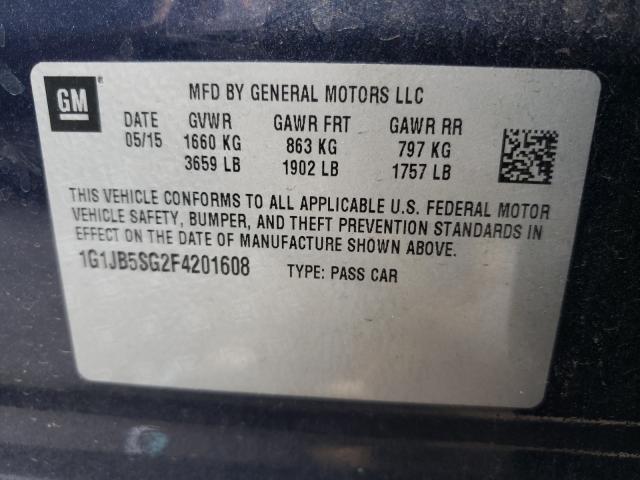 GM
MFD BY GENERAL MOTORS LLC
DATE GVWR GAWR FRT GAWR RR
05/15 1660 KG 863 KG 797 KG
3659 LB 1902 LB 1757 LB
THIS VEHICLE CONFORMS TO ALL APPLICABLE U.S. FEDERAL MOTOR
VEHICLE SAFETY, BUMPER, AND THEFT PREVENTION STANDARDS IN
EFFECT ON THE DATE OF MANUFACTURE SHOWN ABOVE.
1G1JB5SG2F4201608 TYPE: PASS CAR